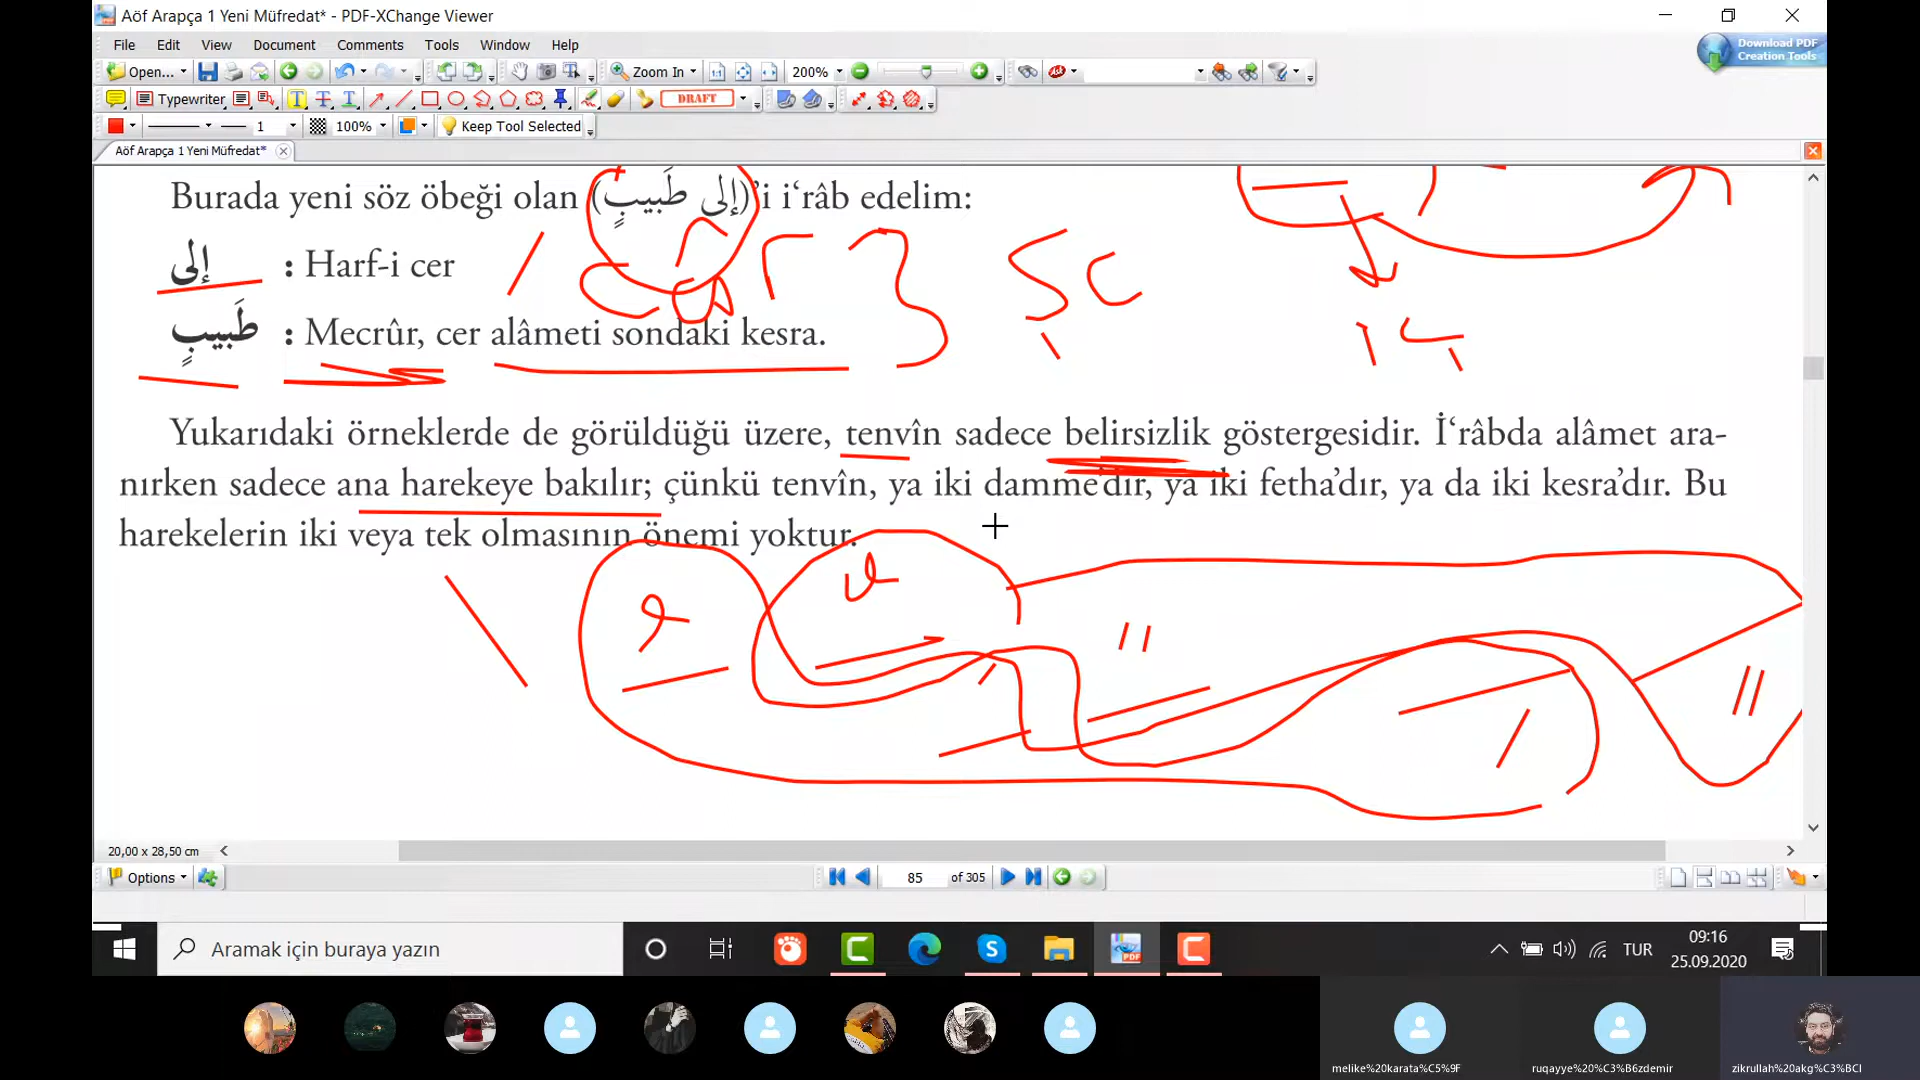 Aöf Arapça 1 Yeni Müfredat* - PDF-XChange Viewer
File Edit View Document Comments Tools Window Help
Download PDF
Creation Tools
Open... Zoom In 200%
Typewriter DRAFT
1 100% Keep Tool Selected
Aöf Arapça 1 Yeni Müfredat*
Burada yeni söz öbeği olan (إلى طَبيبٍ)’i i‘râb edelim:
إلى : Harf-i cer
طَبيبٍ : Mecrûr, cer alâmeti sondaki kesra.
Yukarıdaki örneklerde de görüldüğü üzere, tenvîn sadece belirsizlik göstergesidir. İ‘râbda alâmet ara-
nırken sadece ana harekeye bakılır; çünkü tenvîn, ya iki damme’dir, ya iki fetha’dır, ya da iki kesra’dır. Bu
harekelerin iki veya tek olmasının önemi yoktur.
20,00 x 28,50 cm
Options 85 of 305
Aramak için buraya yazın
TUR
09:16
25.09.2020
melike%20karata%C5%9F
ruqayye%20%C3%B6zdemir
zikrullah%20akg%C3%BCl